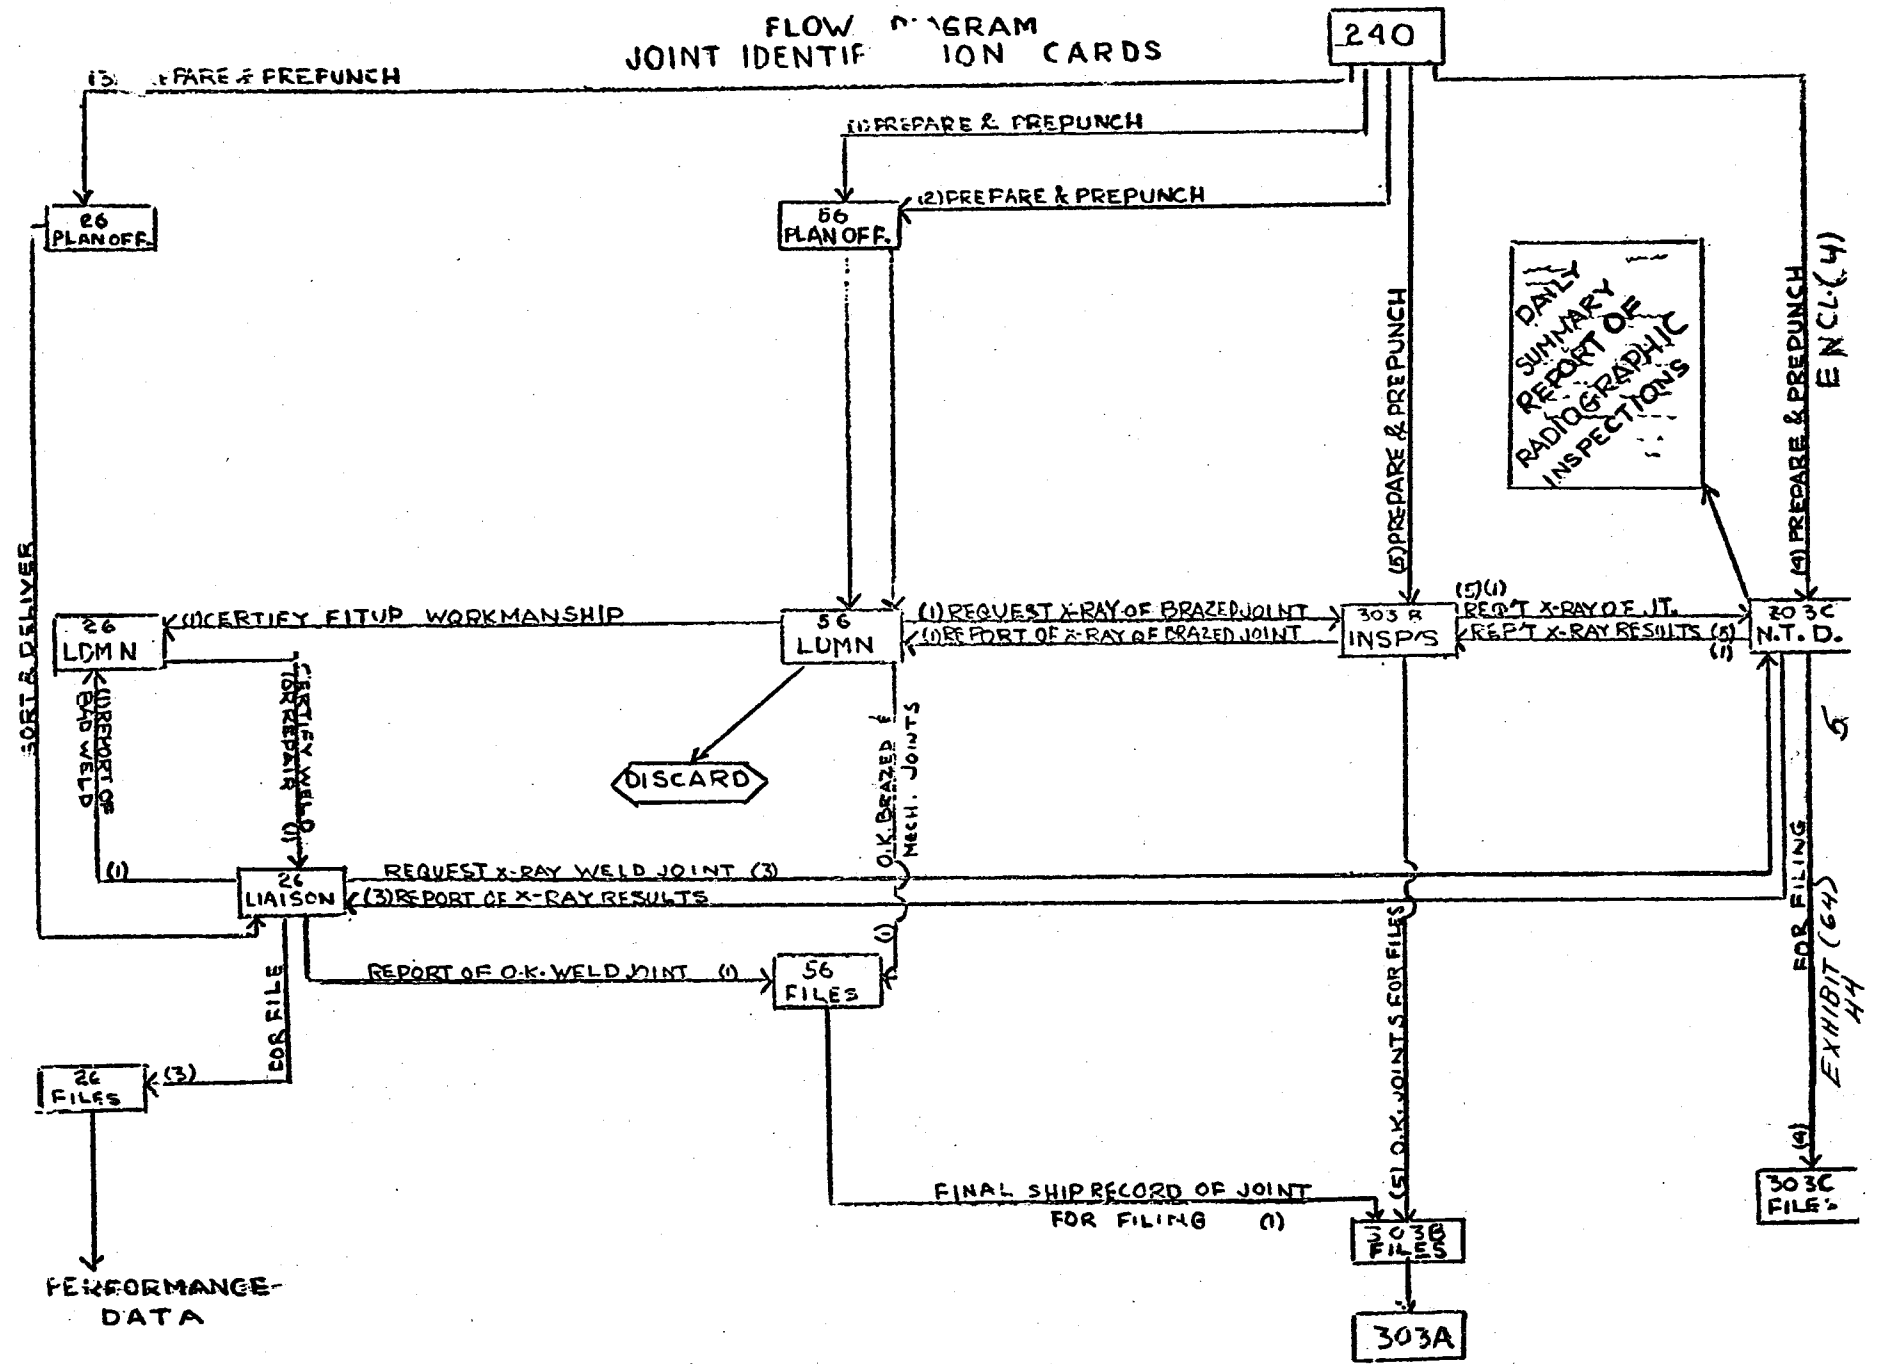 FLOW
GRAM
JOINT IDENTIF ION CARDS
240
& PREPUNCH
(1) PREPARE & PREPUNCH
(2) PREPARE & PREPUNCH
26
PLAN OFF.
56
PLAN OFF.
(5) PREPARE & PREPUNCH
DAILY
SUMMARY
REPORT OF
RADIOGRAPHIC
INSPECTIONS
(4) PREPARE & PREPUNCH
ENCL. (4)
SORT & DELIVER
26
LDMN
(1) CERTIFY FITUP WORKMANSHIP
56
LDMN
(1) REQUEST X-RAY OF BRAZED JOINT
(1) REPORT OF X-RAY OF BRAZED JOINT
303 B
INSP'S
(5) (1)
REQ'T X-RAY OF JT.
REP'T X-RAY RESULTS (5)
(1)
303C
N.T.D.
5
(1) REPORT OF
BAD WELD
CERTIFY WELD
OR REPAIR (1)
DISCARD
O.K. BRAZED &
MECH. JOINTS
(1)
(1)
26
LIAISON
REQUEST X-RAY WELD JOINT (3)
(3) REPORT OF X-RAY RESULTS
FOR FILING
(4)
EXHIBIT (64)
44
FOR FILE
(3)
REPORT OF O.K. WELD JOINT (1)
56
FILES
(5) O.K. JOINTS FOR FILES
26
FILES
FINAL SHIP RECORD OF JOINT
FOR FILING (1)
303C
FILES
3B
FILES
303A
PERFORMANCE-
DATA